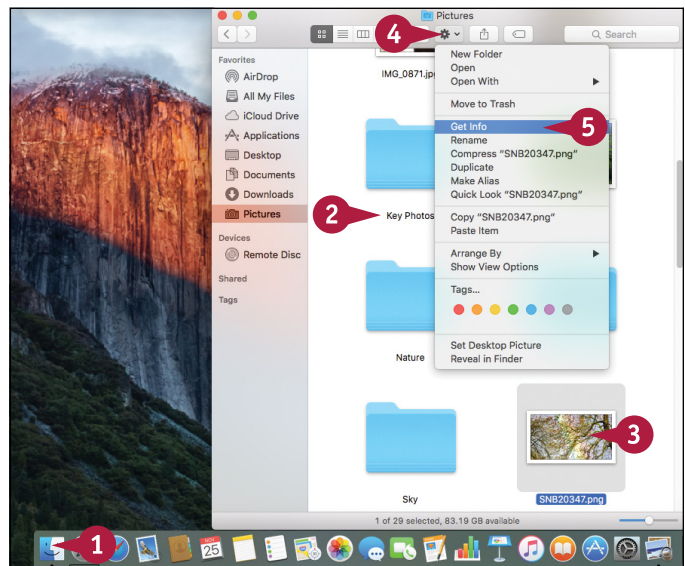 Pictures
4
Search
Favorites
AirDrop
All My Files
iCloud Drive
Applications
Desktop
Documents
Downloads
Pictures
Devices
Remote Disc
Shared
Tags
IMG_0871.jp
2
Key Photos
Nature
Sky
New Folder
Open
Open With
Move to Trash
Get Info
5
Rename
Compress “SNB20347.png”
Duplicate
Make Alias
Quick Look “SNB20347.png”
Copy “SNB20347.png”
Paste Item
Arrange By
Show View Options
Tags...
Set Desktop Picture
Reveal in Finder
3
SNB20347.png
1 of 29 selected, 83.19 GB available
1
NOV
25